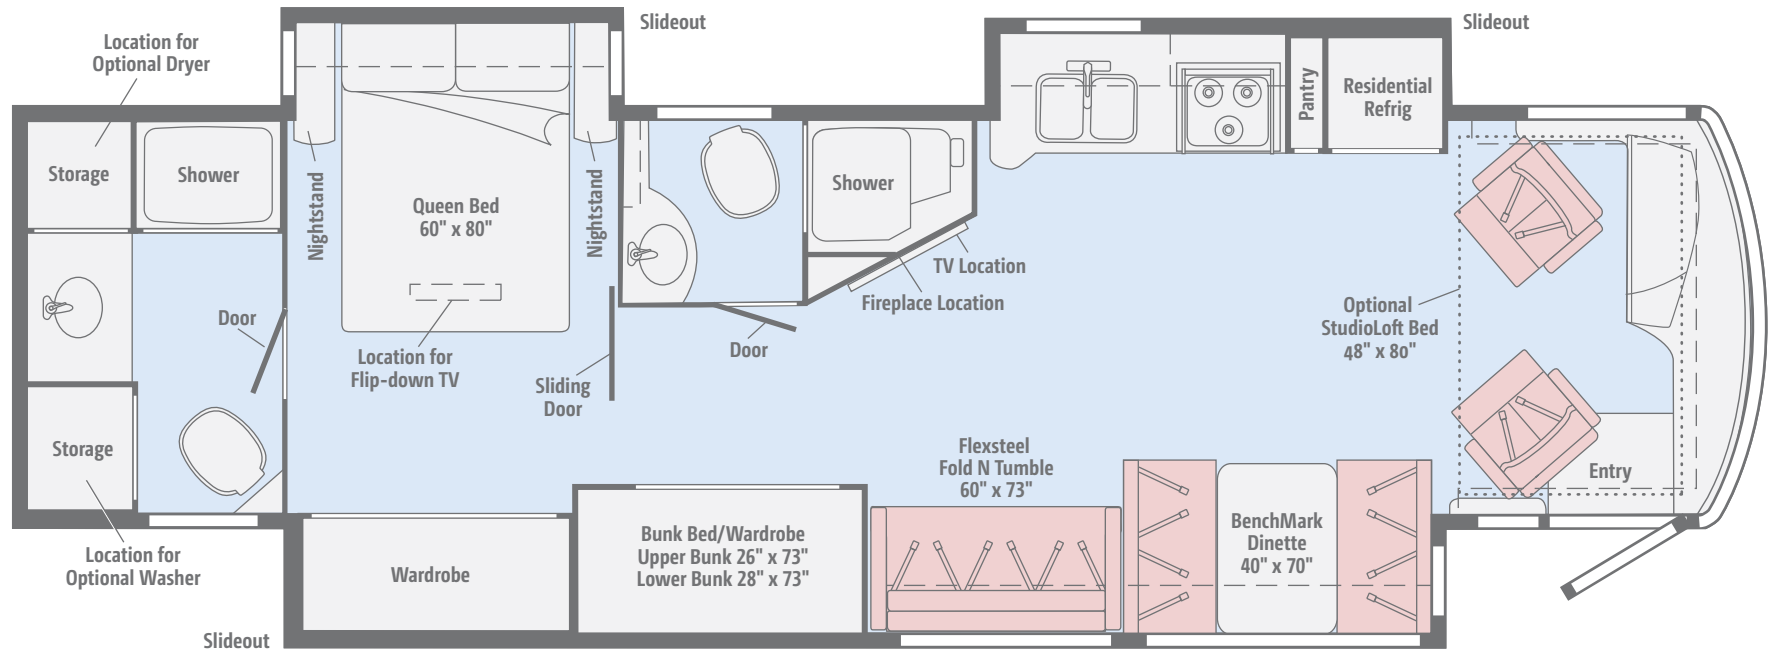 Slideout
Slideout
Location for
Optional Dryer
Storage
Shower
Nightstand
Queen Bed
60" x 80"
Nightstand
Shower
Pantry
Residential
Refrig
TV Location
Fireplace Location
Door
Location for
Flip-down TV
Sliding
Door
Door
Optional
StudioLoft Bed
48" x 80"
Storage
Location for
Optional Washer
Wardrobe
Bunk Bed/Wardrobe
Upper Bunk 26" x 73"
Lower Bunk 28" x 73"
Flexsteel
Fold N Tumble
60" x 73"
BenchMark
Dinette
40" x 70"
Entry
Slideout